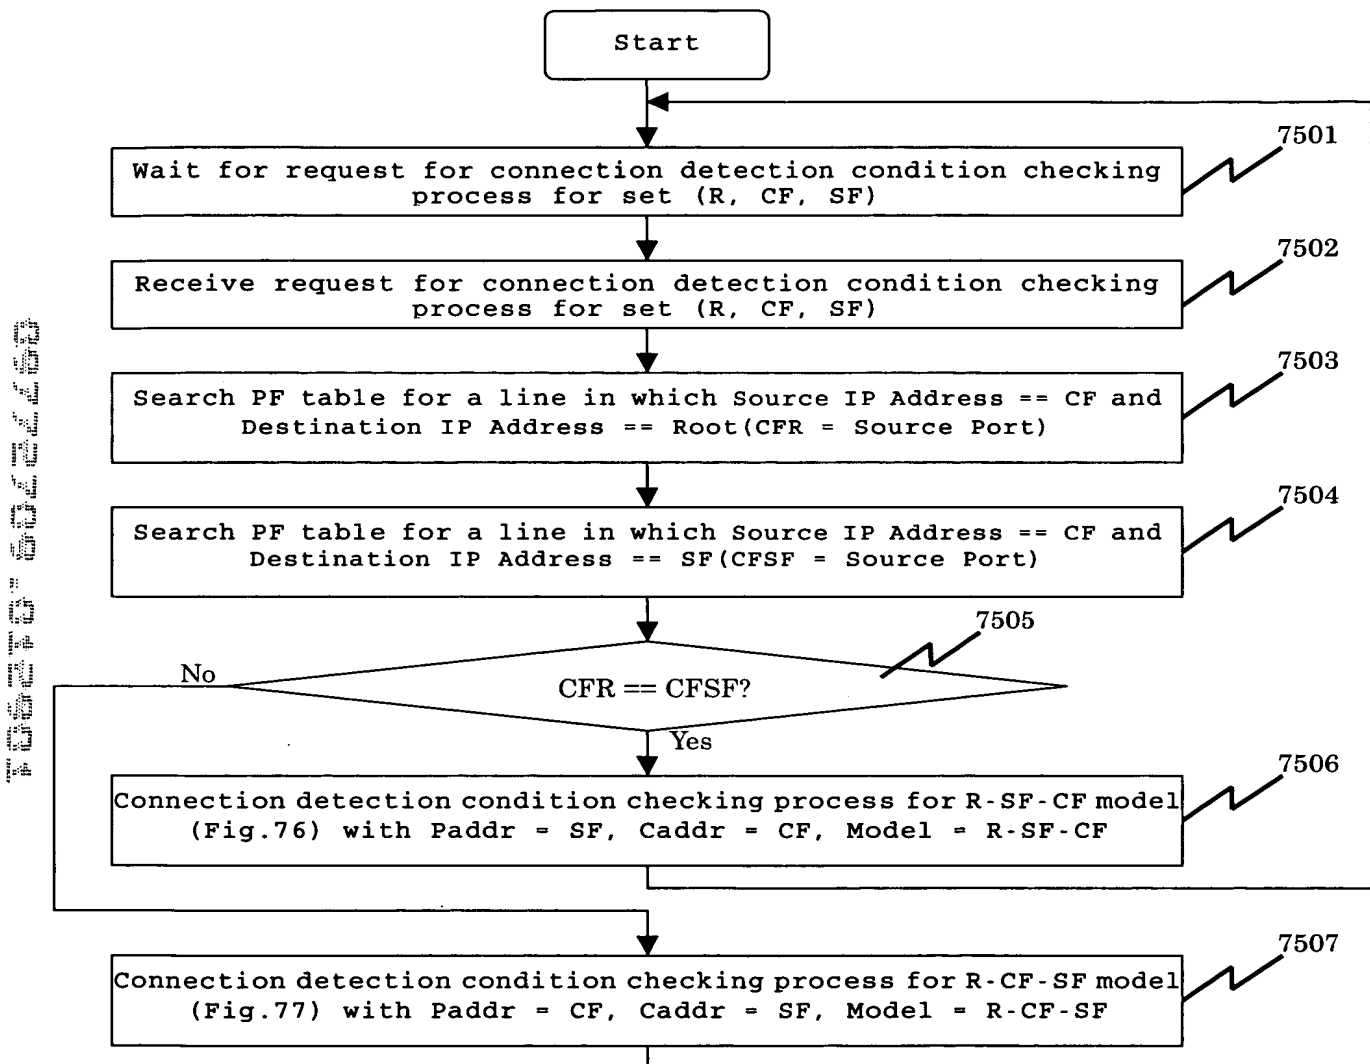 Start
7501
Wait for request for connection detection condition checking
process for set (R, CF, SF)
7502
Receive request for connection detection condition checking
process for set (R, CF, SF)
7503
Search PF table for a line in which Source IP Address == CF and
Destination IP Address == Root(CFR = Source Port)
7504
Search PF table for a line in which Source IP Address == CF and
Destination IP Address == SF(CFSF = Source Port)
7505
No
CFR == CFSF?
Yes
7506
Connection detection condition checking process for R-SF-CF model
(Fig.76) with Paddr = SF, Caddr = CF, Model = R-SF-CF
7507
Connection detection condition checking process for R-CF-SF model
(Fig.77) with Paddr = CF, Caddr = SF, Model = R-CF-SF